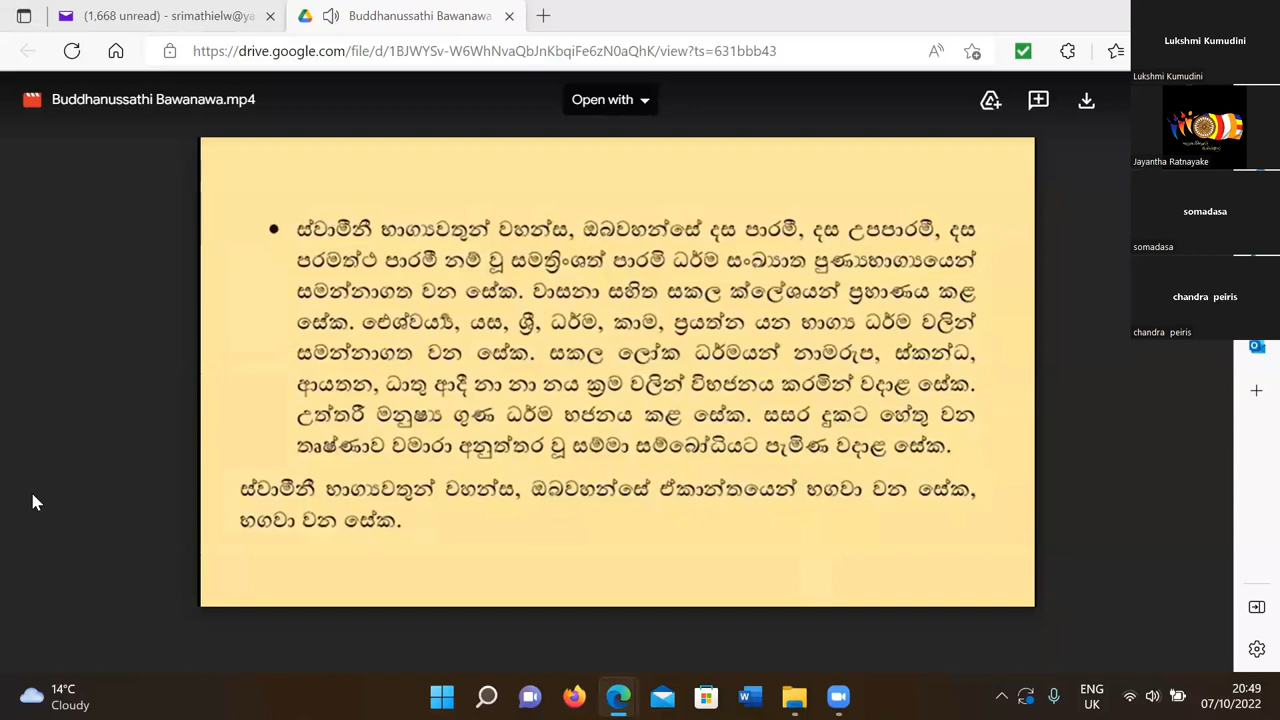 (1,668 unread) - srimathielw@ya
Buddhanussathi Bawanawa
https://drive.google.com/file/d/1BJWYSv-W6WhNvaQbJnKbqiFe6zN0aQhK/view?ts=631bbb43
Buddhanussathi Bawanawa.mp4
Open with
ස්වාමීනී භාග්‍යවතුන් වහන්ස, ඔබවහන්සේ දස පාරමී, දස උපපාරමී, දස
පරමත්ථ පාරමී නම් වූ සමත්‍රිංශත් පාරමි ධර්ම සංඛ්‍යාත පුණ්‍යභාග්‍යයෙන්
සමන්නාගත වන සේක. වාසනා සහිත සකල ක්ලේශයන් ප්‍රහාණය කළ
සේක. ඓශ්වර්‍ය්‍ය, යස, ශ්‍රී, ධර්ම, කාම, ප්‍රයත්න යන භාග්‍ය ධර්ම වලින්
සමන්නාගත වන සේක. සකල ලෝක ධර්මයන් නාමරූප, ස්කන්ධ,
ආයතන, ධාතු ආදී නා නා නය ක්‍රම වලින් විභජනය කරමින් වදාළ සේක.
උත්තරී මනුෂ්‍ය ගුණ ධර්ම භජනය කළ සේක. සසර දුකට හේතු වන
තෘෂ්ණාව වමාරා අනුත්තර වූ සම්මා සම්බෝධියට පැමිණ වදාළ සේක.
ස්වාමීනී භාග්‍යවතුන් වහන්ස, ඔබවහන්සේ ඒකාන්තයෙන් භගවා වන සේක,
භගවා වන සේක.
Lukshmi Kumudini
Lukshmi Kumudini
Jayantha Ratnayake
somadasa
somadasa
chandra peiris
chandra peiris
14°C
Cloudy
ENG
UK
20:49
07/10/2022